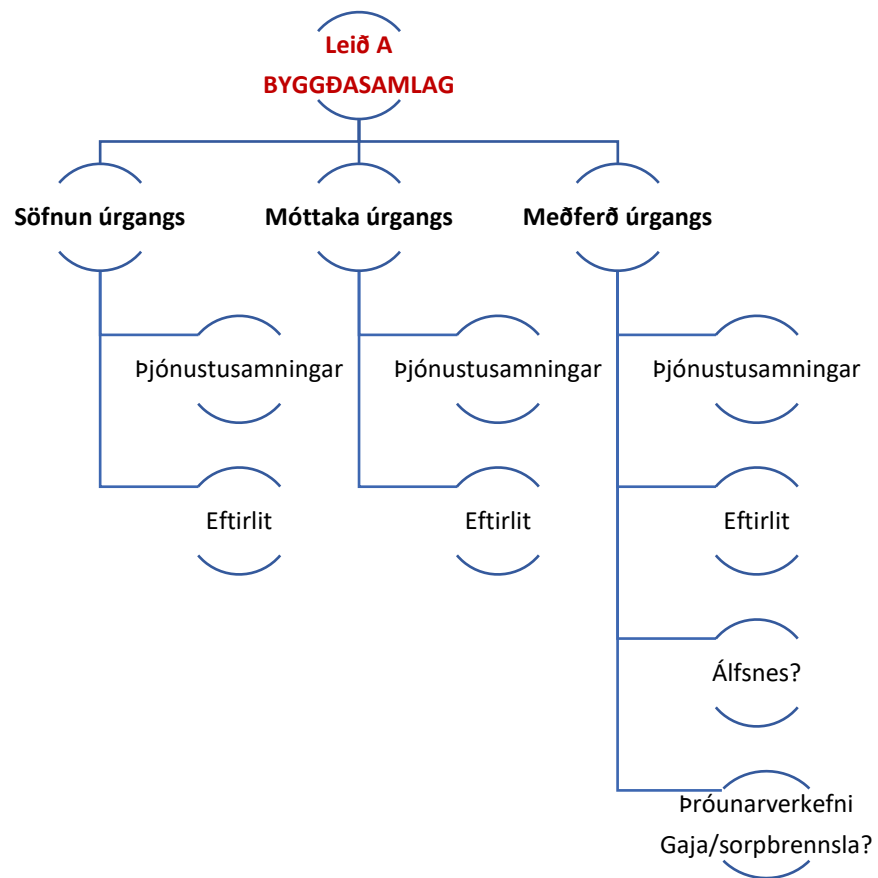 Leið A
BYGGÐASAMLAG
Söfnun úrgangs
Móttaka úrgangs
Meðferð úrgangs
Þjónustusamningar
Þjónustusamningar
Þjónustusamningar
Eftirlit
Eftirlit
Eftirlit
Álfsnes?
Þróunarverkefni
Gaja/sorpbrennsla?